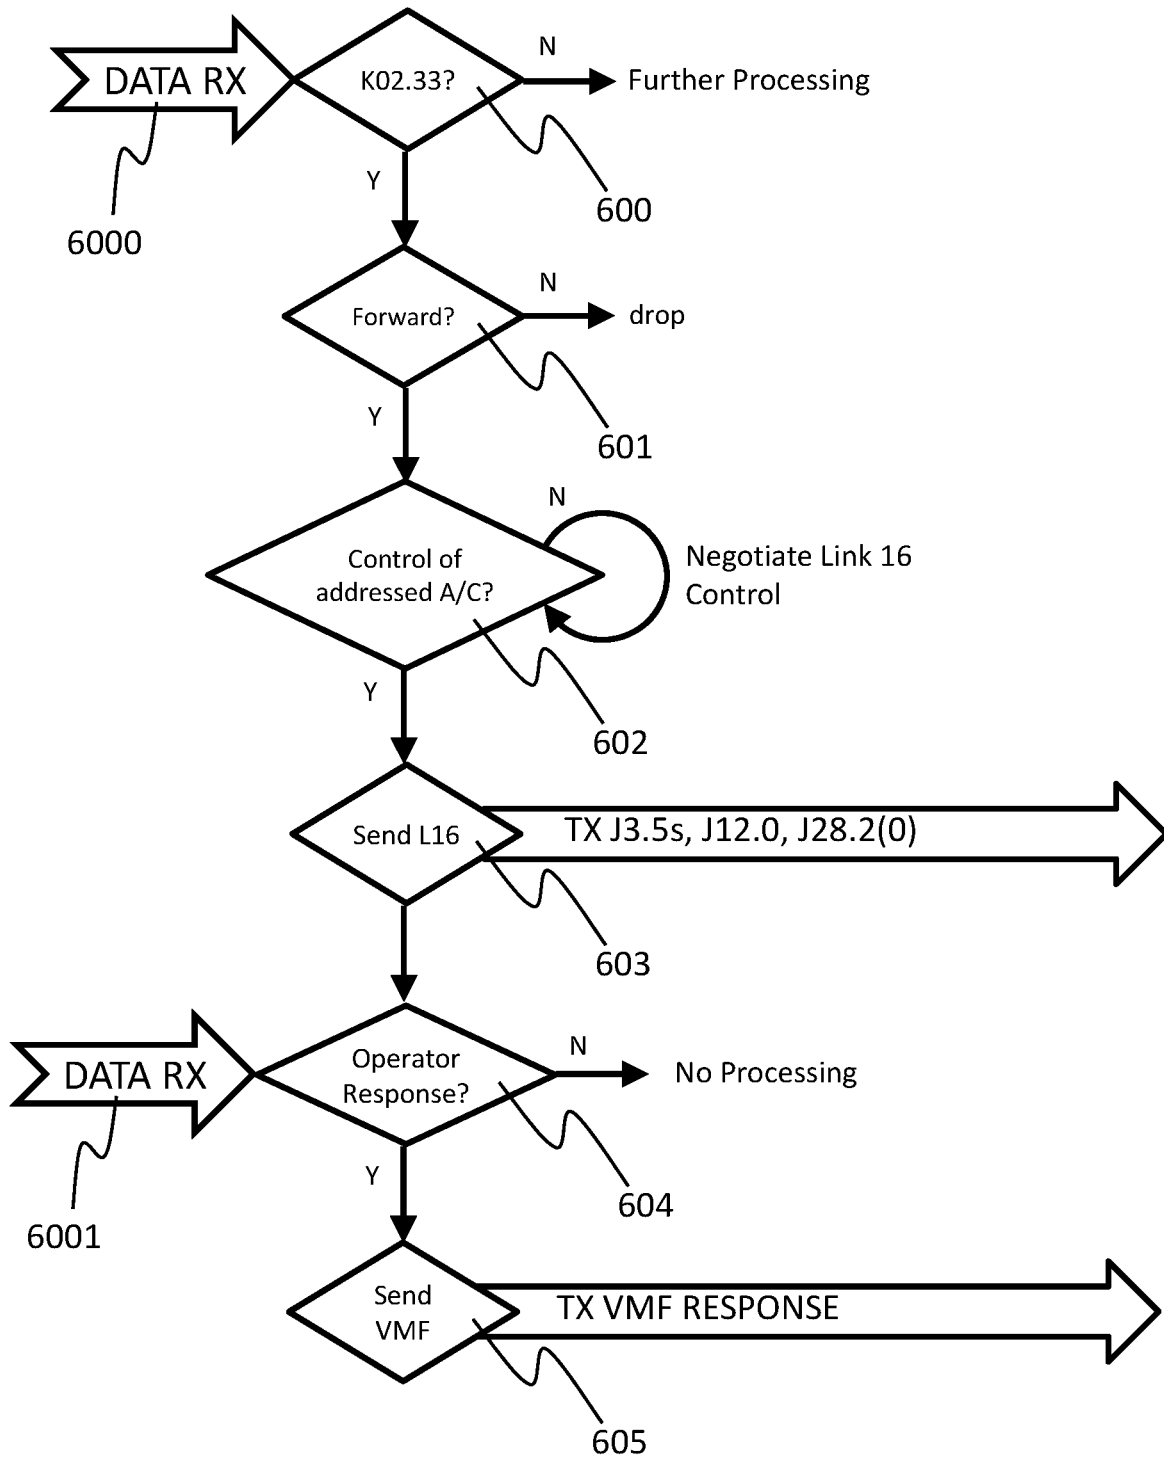 DATA RX
K02.33?
N
Further Processing
Y
600
6000
Forward?
N
drop
Y
601
Control of
addressed A/C?
N
Negotiate Link 16
Control
Y
602
Send L16
TX J3.5s, J12.0, J28.2(0)
603
DATA RX
Operator
Response?
N
No Processing
Y
604
6001
Send
VMF
TX VMF RESPONSE
605